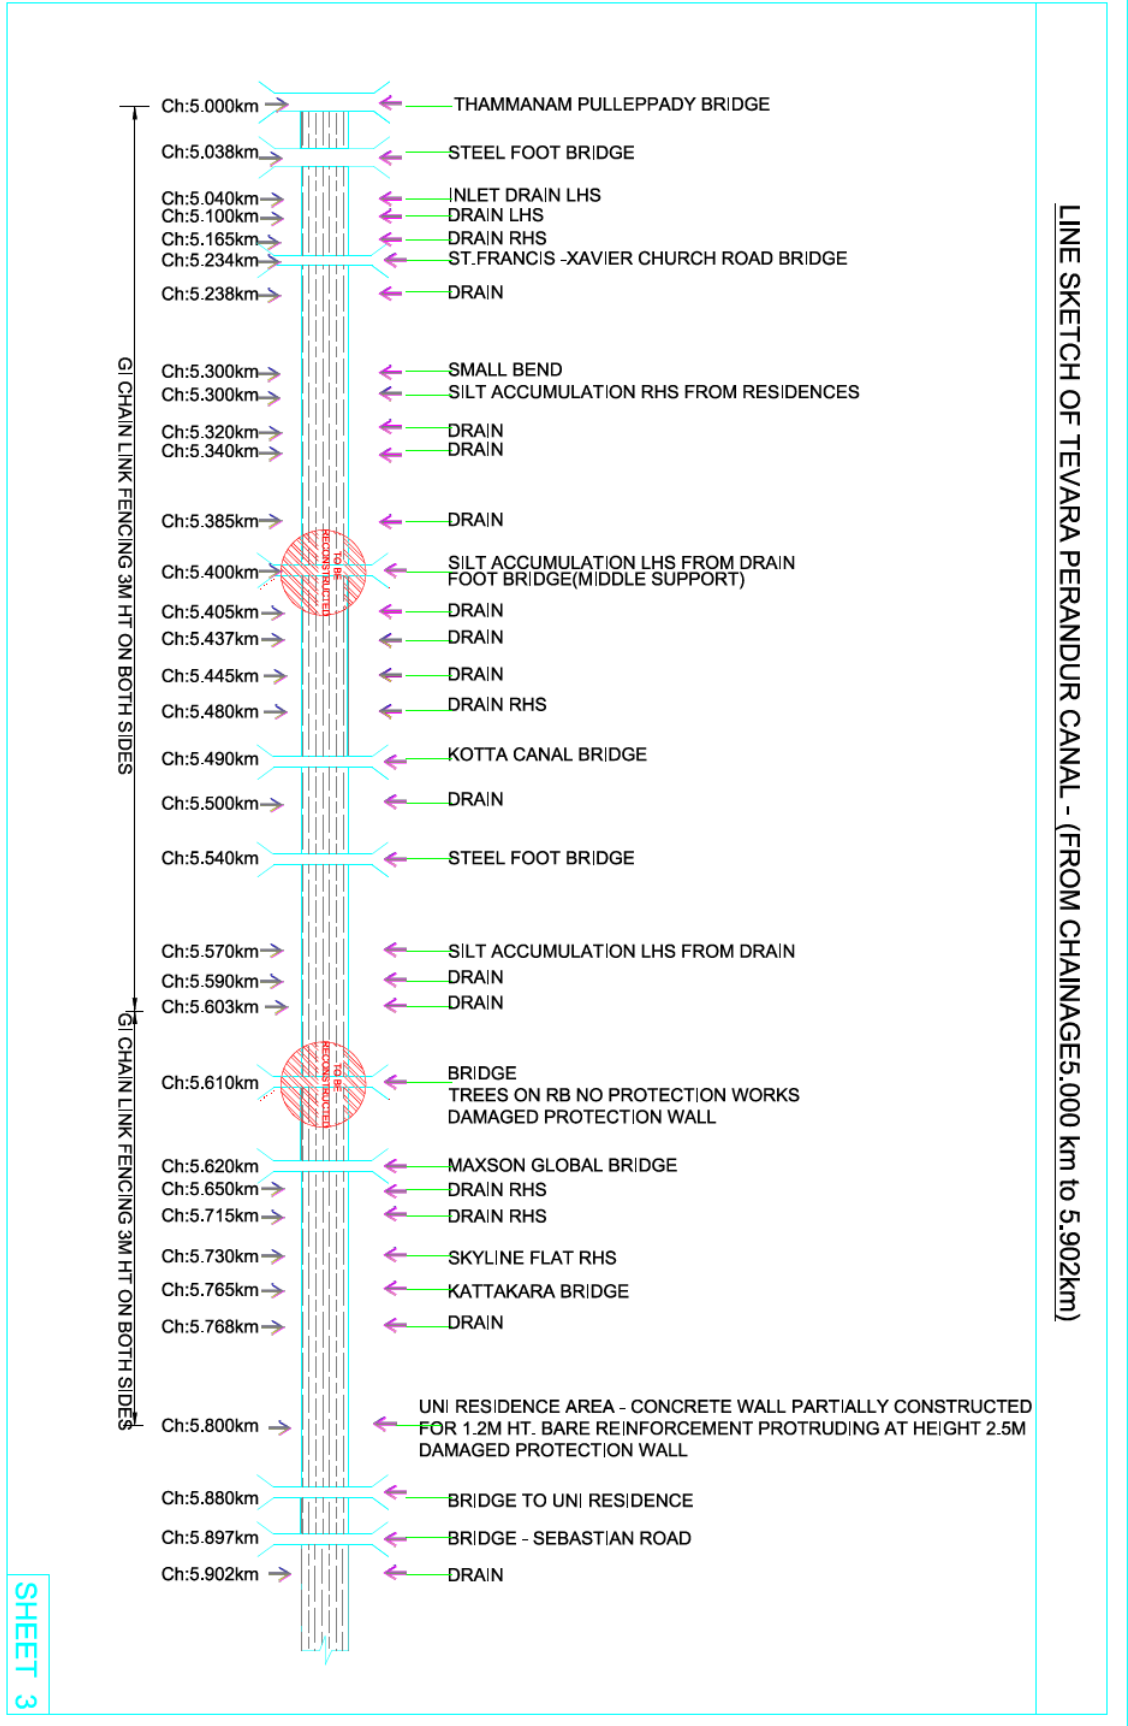 LINE SKETCH OF TEVARA PERANDUR CANAL - (FROM CHAINAGE5.000 km to 5.902km)
Ch:5.000km THAMMANAM PULLEPPADY BRIDGE
Ch:5.038km STEEL FOOT BRIDGE
Ch:5.040km INLET DRAIN LHS
Ch:5.100km DRAIN LHS
Ch:5.165km DRAIN RHS
Ch:5.234km ST.FRANCIS -XAVIER CHURCH ROAD BRIDGE
Ch:5.238km DRAIN
Ch:5.300km SMALL BEND
Ch:5.300km SILT ACCUMULATION RHS FROM RESIDENCES
Ch:5.320km DRAIN
Ch:5.340km DRAIN
GI CHAIN LINK FENCING 3M HT ON BOTH SIDES
Ch:5.385km DRAIN
TO BE
RECONSTRUCTED
Ch:5.400km SILT ACCUMULATION LHS FROM DRAIN
FOOT BRIDGE(MIDDLE SUPPORT)
Ch:5.405km DRAIN
Ch:5.437km DRAIN
Ch:5.445km DRAIN
Ch:5.480km DRAIN RHS
Ch:5.490km KOTTA CANAL BRIDGE
Ch:5.500km DRAIN
Ch:5.540km STEEL FOOT BRIDGE
Ch:5.570km SILT ACCUMULATION LHS FROM DRAIN
Ch:5.590km DRAIN
Ch:5.603km DRAIN
GI CHAIN LINK FENCING 3M HT ON BOTH SIDES
TO BE
RECONSTRUCTED
Ch:5.610km BRIDGE
TREES ON RB NO PROTECTION WORKS
DAMAGED PROTECTION WALL
Ch:5.620km MAXSON GLOBAL BRIDGE
Ch:5.650km DRAIN RHS
Ch:5.715km DRAIN RHS
Ch:5.730km SKYLINE FLAT RHS
Ch:5.765km KATTAKARA BRIDGE
Ch:5.768km DRAIN
Ch:5.800km UNI RESIDENCE AREA - CONCRETE WALL PARTIALLY CONSTRUCTED
FOR 1.2M HT. BARE REINFORCEMENT PROTRUDING AT HEIGHT 2.5M
DAMAGED PROTECTION WALL
Ch:5.880km BRIDGE TO UNI RESIDENCE
Ch:5.897km BRIDGE - SEBASTIAN ROAD
Ch:5.902km DRAIN
SHEET 3